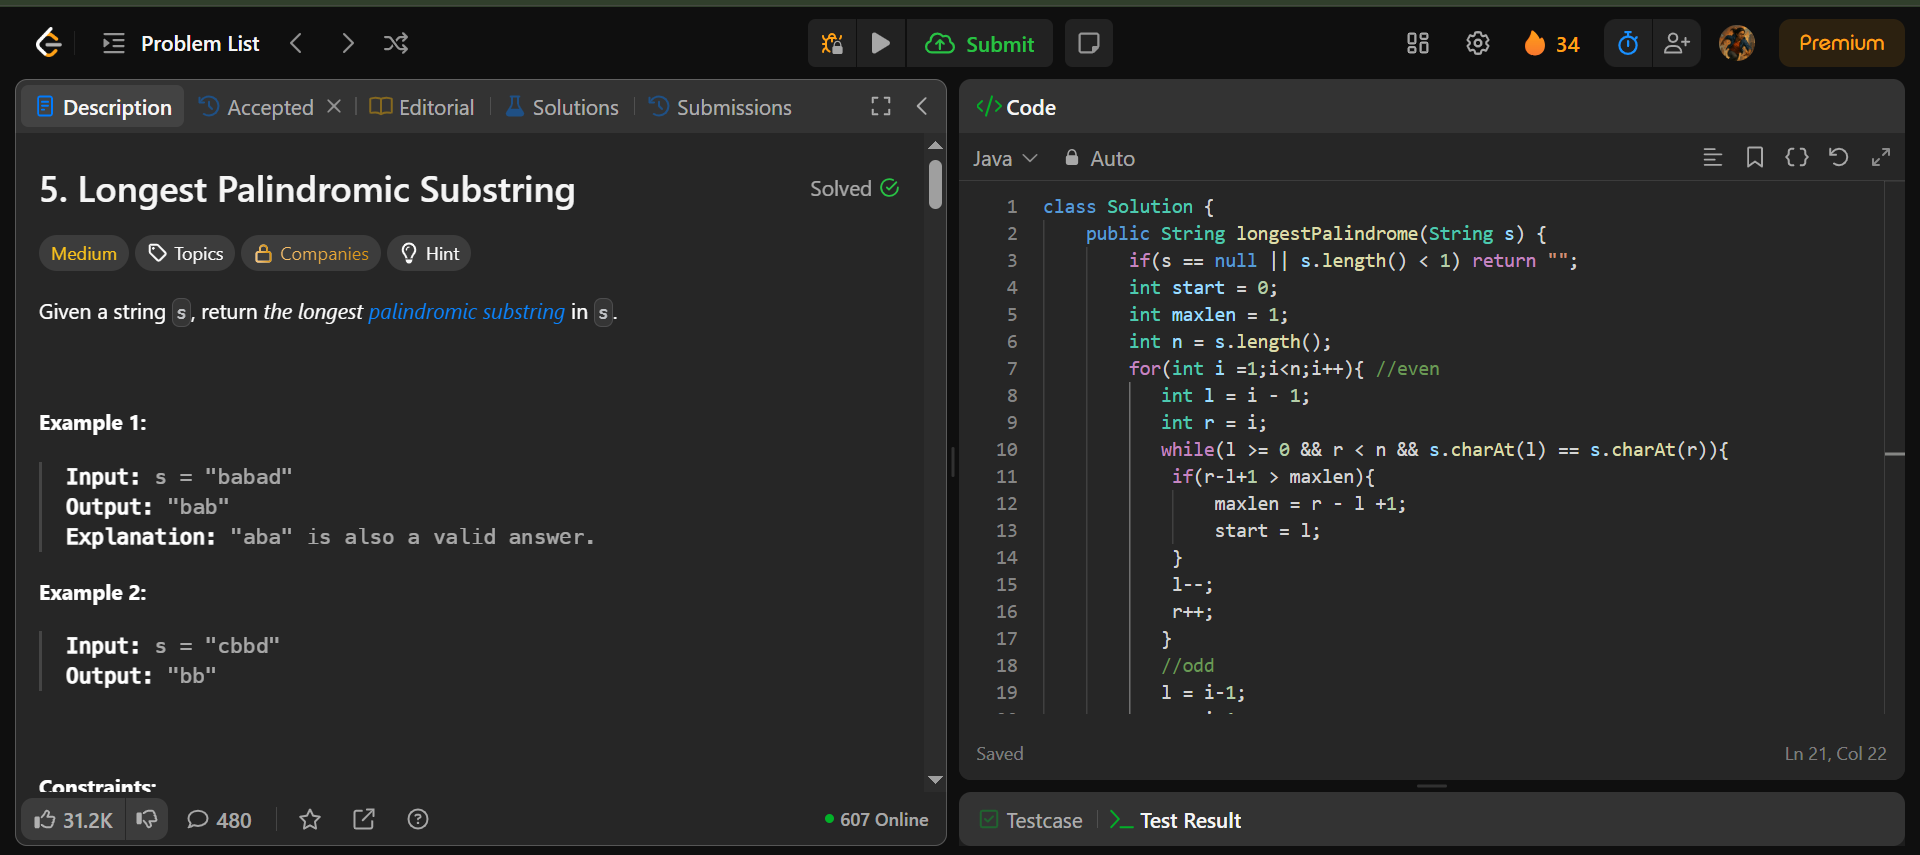 Problem List
Submit
34
Premium
Description
Accepted
Editorial
Solutions
Submissions
5. Longest Palindromic Substring
Solved
Medium
Topics
Companies
Hint
Given a string s, return the longest palindromic substring in s.
Example 1:
Input: s = "babad"
Output: "bab"
Explanation: "aba" is also a valid answer.
Example 2:
Input: s = "cbbd"
Output: "bb"
Constraints:
31.2K
480
607 Online
</> Code
Java
Auto
1 class Solution {
2 public String longestPalindrome(String s) {
3 if(s == null || s.length() < 1) return "";
4 int start = 0;
5 int maxlen = 1;
6 int n = s.length();
7 for(int i =1;i<n;i++){ //even
8 int l = i - 1;
9 int r = i;
10 while(l >= 0 && r < n && s.charAt(l) == s.charAt(r)){
11 if(r-l+1 > maxlen){
12 maxlen = r - l +1;
13 start = l;
14 }
15 l--;
16 r++;
17 }
18 //odd
19 l = i-1;
Saved
Ln 21, Col 22
Testcase
Test Result